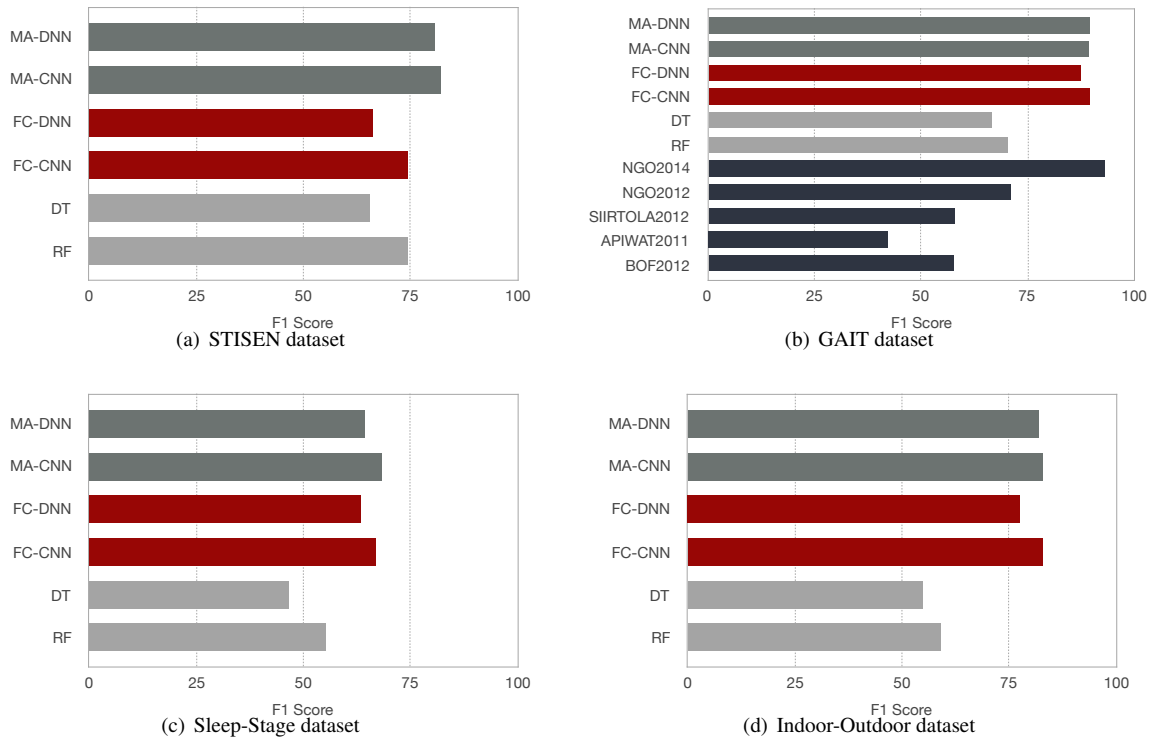 MA-DNN
MA-CNN
FC-DNN
FC-CNN
DT
RF
0 25 50 75 100
F1 Score
(a) STISEN dataset
MA-DNN
MA-CNN
FC-DNN
FC-CNN
DT
RF
NGO2014
NGO2012
SIIRTOLA2012
APIWAT2011
BOF2012
0 25 50 75 100
F1 Score
(b) GAIT dataset
MA-DNN
MA-CNN
FC-DNN
FC-CNN
DT
RF
0 25 50 75 100
F1 Score
(c) Sleep-Stage dataset
MA-DNN
MA-CNN
FC-DNN
FC-CNN
DT
RF
0 25 50 75 100
F1 Score
(d) Indoor-Outdoor dataset